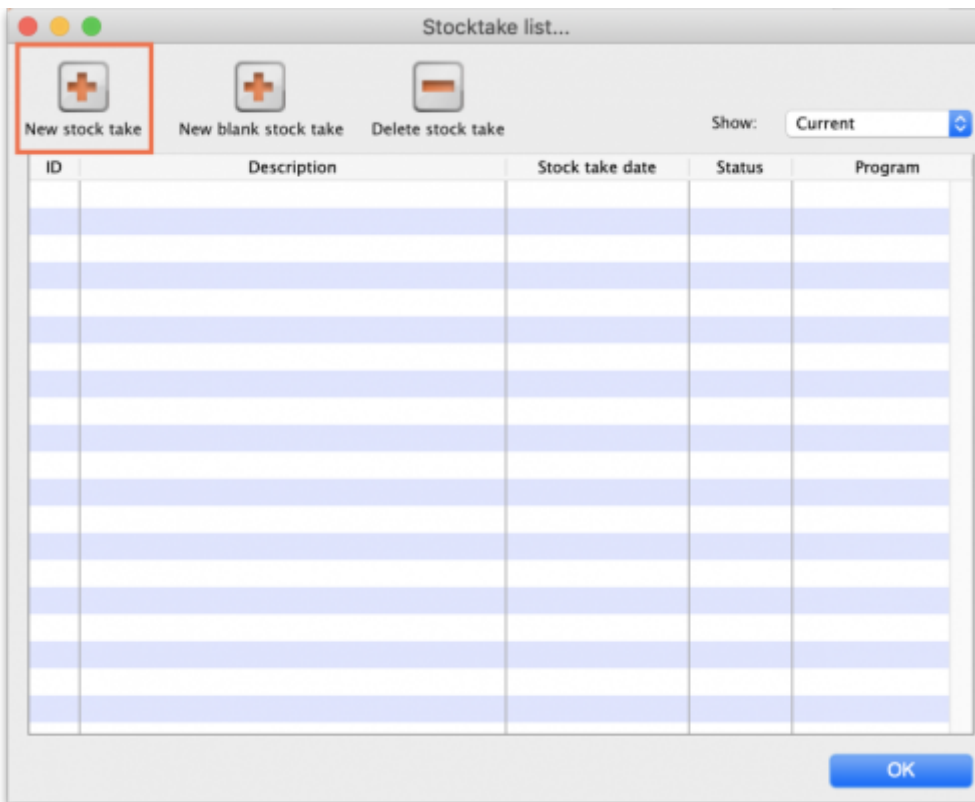 Stocktake list...
New stock take New blank stock take Delete stock take Show: Current
ID Description Stock take date Status Program
OK